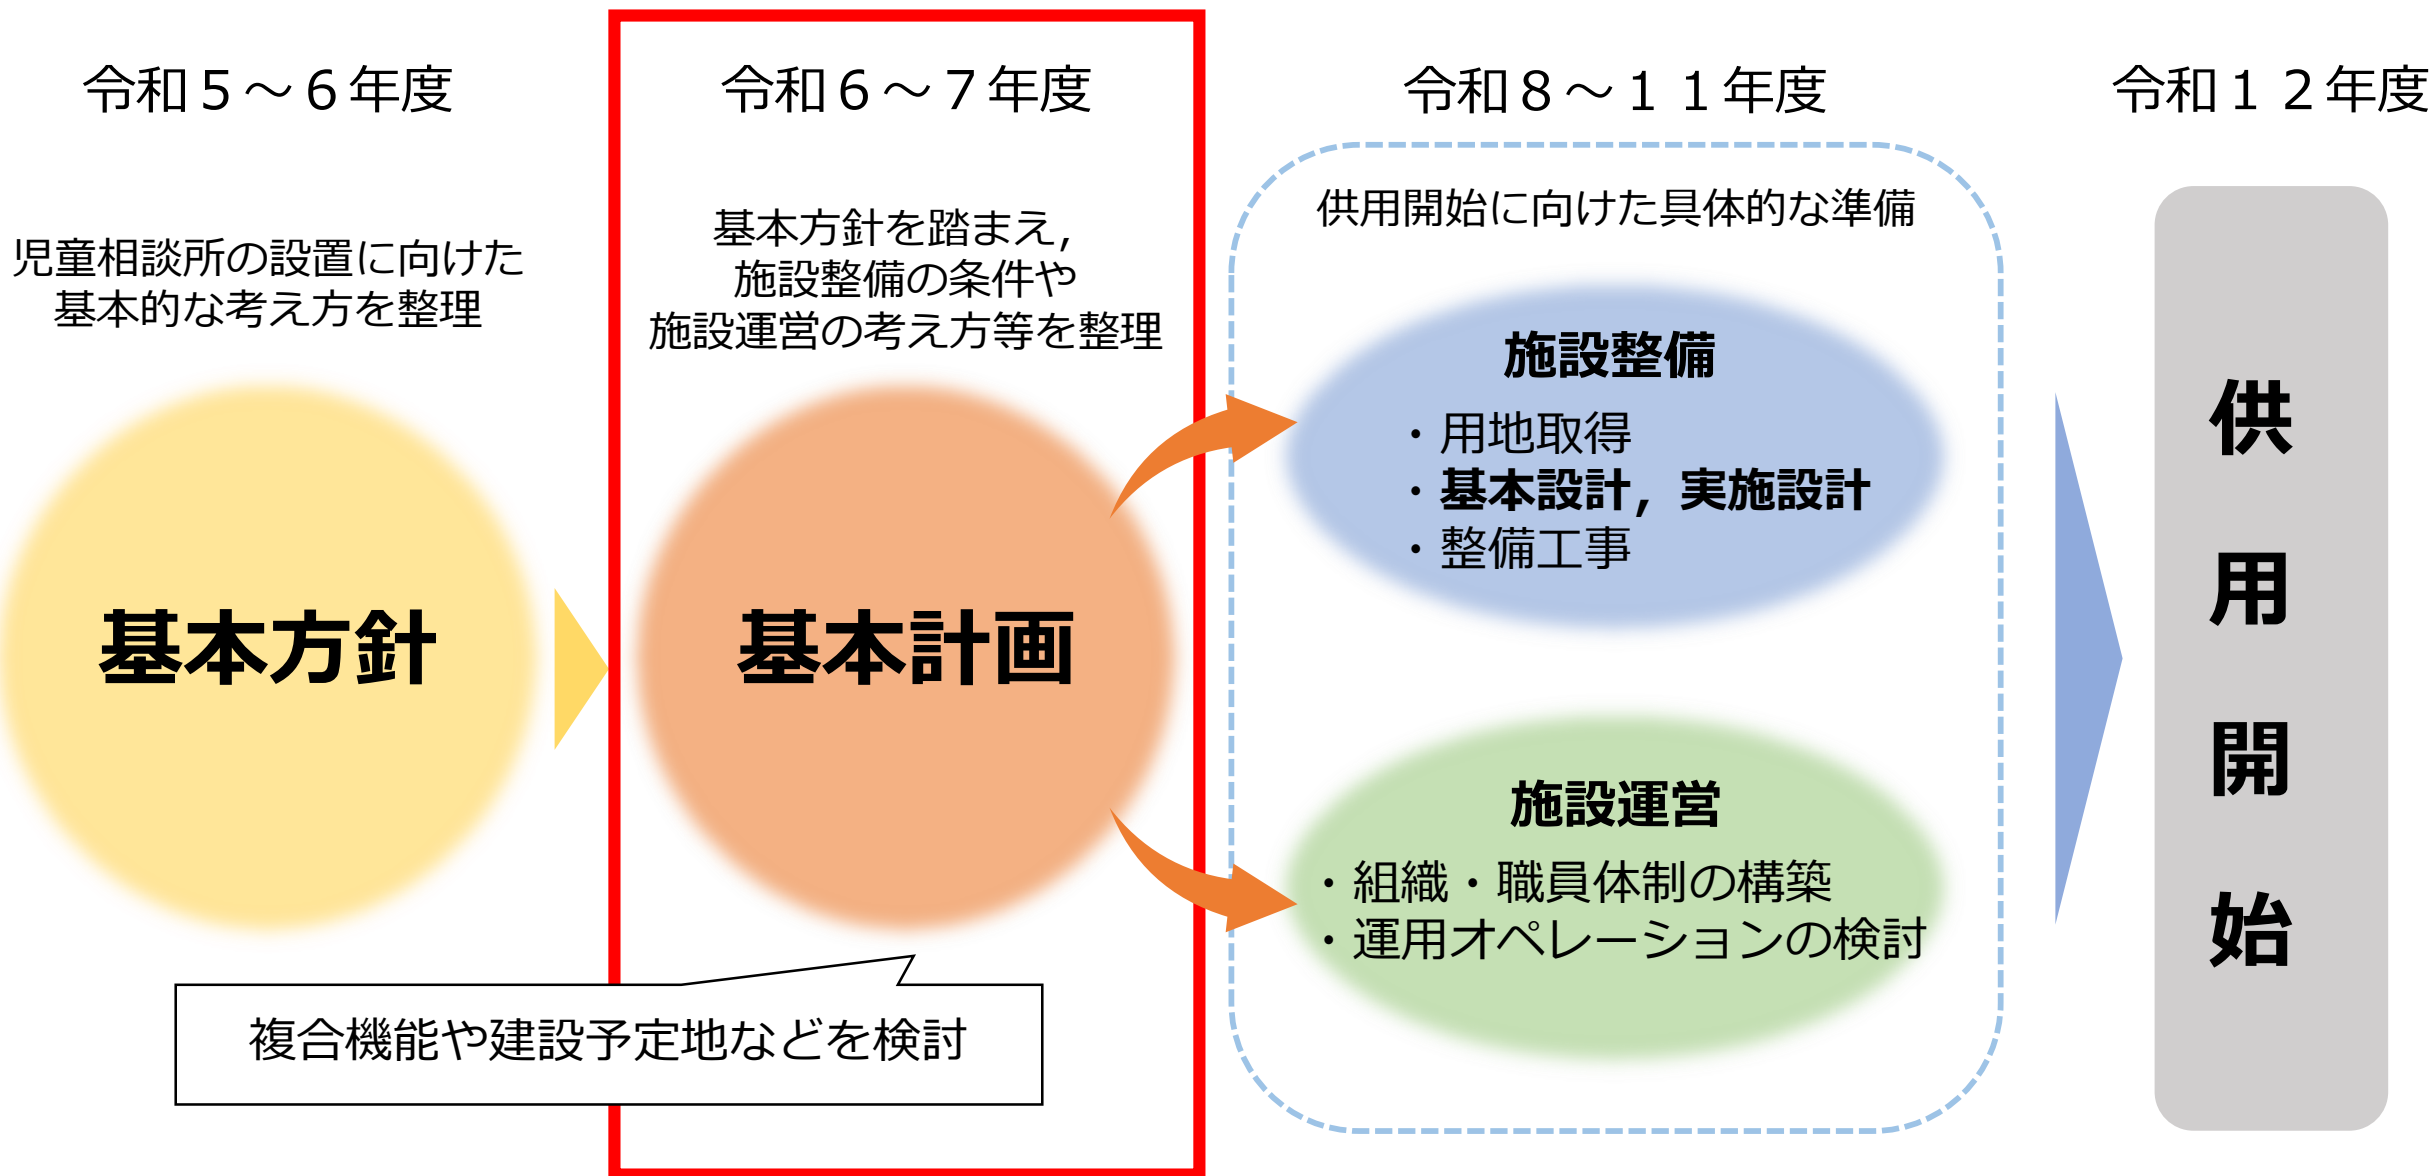 令和５～６年度
児童相談所の設置に向けた
基本的な考え方を整理
基本方針
令和６～７年度
基本方針を踏まえ，
施設整備の条件や
施設運営の考え方等を整理
基本計画
複合機能や建設予定地などを検討
令和８～１１年度
供用開始に向けた具体的な準備
施設整備
・用地取得
・基本設計，実施設計
・整備工事
施設運営
・組織・職員体制の構築
・運用オペレーションの検討
令和１２年度
供用開始